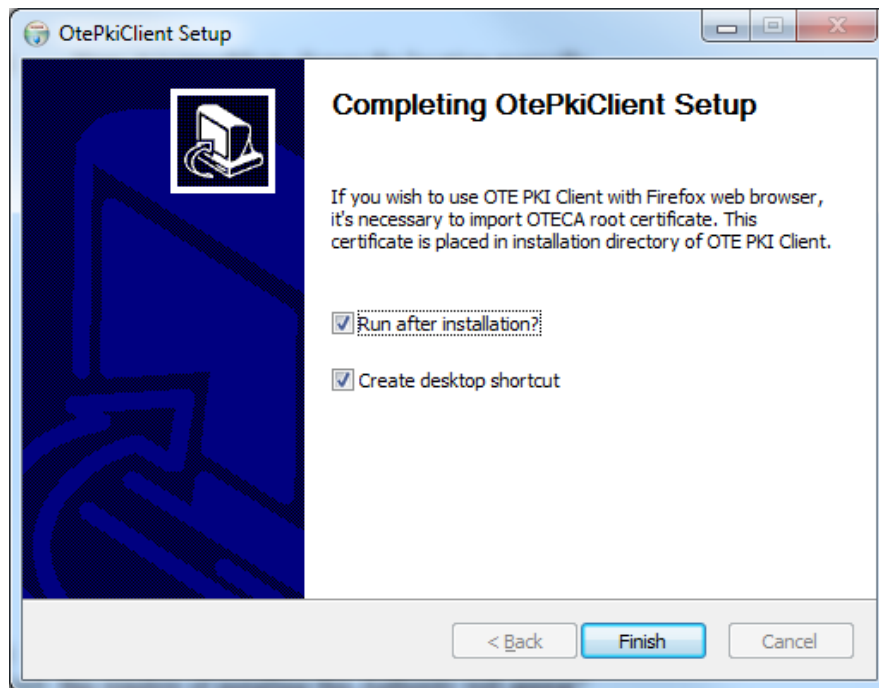 OtePkiClient Setup
Completing OtePkiClient Setup
If you wish to use OTE PKI Client with Firefox web browser,
it's necessary to import OTECA root certificate. This
certificate is placed in installation directory of OTE PKI Client.
Run after installation?
Create desktop shortcut
< Back Finish Cancel